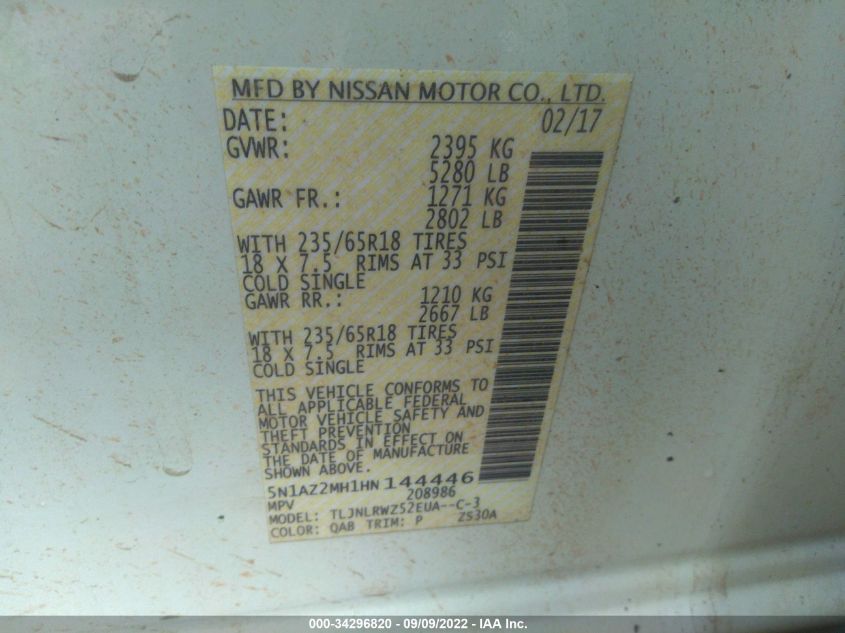 MFD BY NISSAN MOTOR CO., LTD.
DATE: 02/17
GVWR: 2395 KG
5280 LB
GAWR FR.: 1271 KG
2802 LB
WITH 235/65R18 TIRES
18 X 7.5 RIMS AT 33 PSI
COLD SINGLE
GAWR RR.: 1210 KG
2667 LB
WITH 235/65R18 TIRES
18 X 7.5 RIMS AT 33 PSI
COLD SINGLE
THIS VEHICLE CONFORMS TO
ALL APPLICABLE FEDERAL
MOTOR VEHICLE SAFETY AND
THEFT PREVENTION
STANDARDS IN EFFECT ON
THE DATE OF MANUFACTURE
SHOWN ABOVE.
5N1AZ2MH1HN144446
208986
MPV
MODEL: TLJNLRWZ52EUA--C-3
COLOR: QAB TRIM: P ZS30A
000-34296820 - 09/09/2022 - IAA Inc.